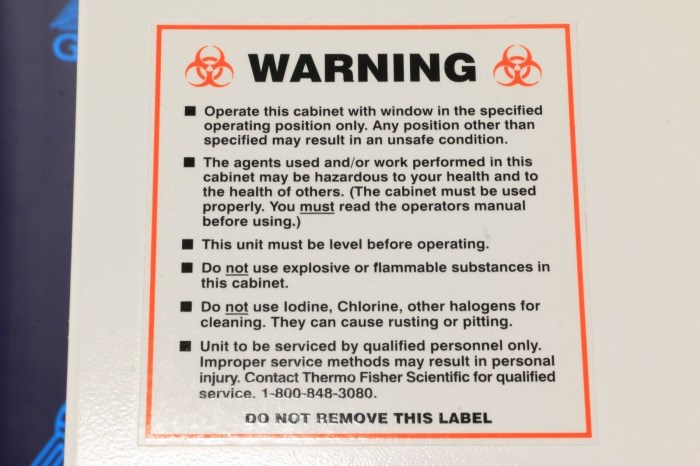 WARNING
■ Operate this cabinet with window in the specified
operating position only. Any position other than
specified may result in an unsafe condition.
■ The agents used and/or work performed in this
cabinet may be hazardous to your health and to
the health of others. (The cabinet must be used
properly. You must read the operators manual
before using.)
■ This unit must be level before operating.
■ Do not use explosive or flammable substances in
this cabinet.
■ Do not use Iodine, Chlorine, other halogens for
cleaning. They can cause rusting or pitting.
■ Unit to be serviced by qualified personnel only.
Improper service methods may result in personal
injury. Contact Thermo Fisher Scientific for qualified
service. 1-800-848-3080.
DO NOT REMOVE THIS LABEL